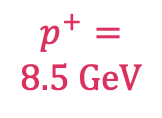 p⁺ =
8.5 GeV